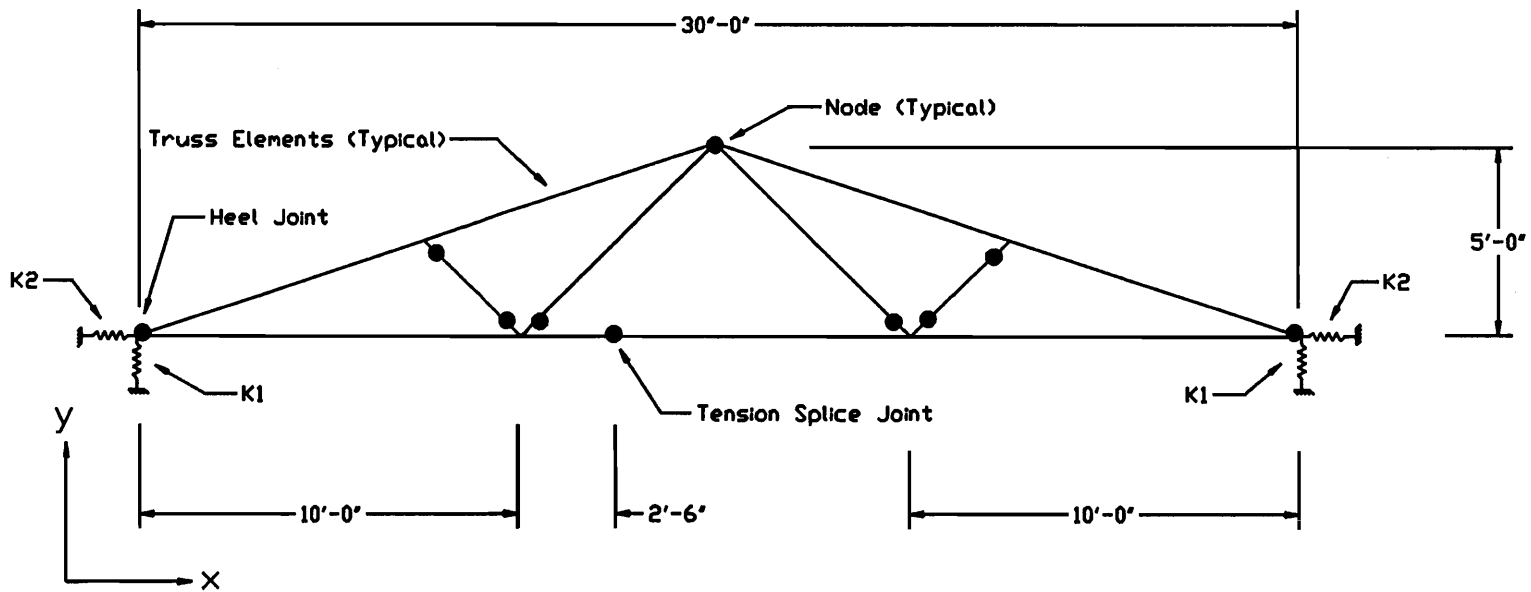 30'-0"
Node (Typical)
Truss Elements (Typical)
Heel Joint
5'-0"
K2
K2
K1
K1
Tension Splice Joint
y
10'-0"
2'-6"
10'-0"
x